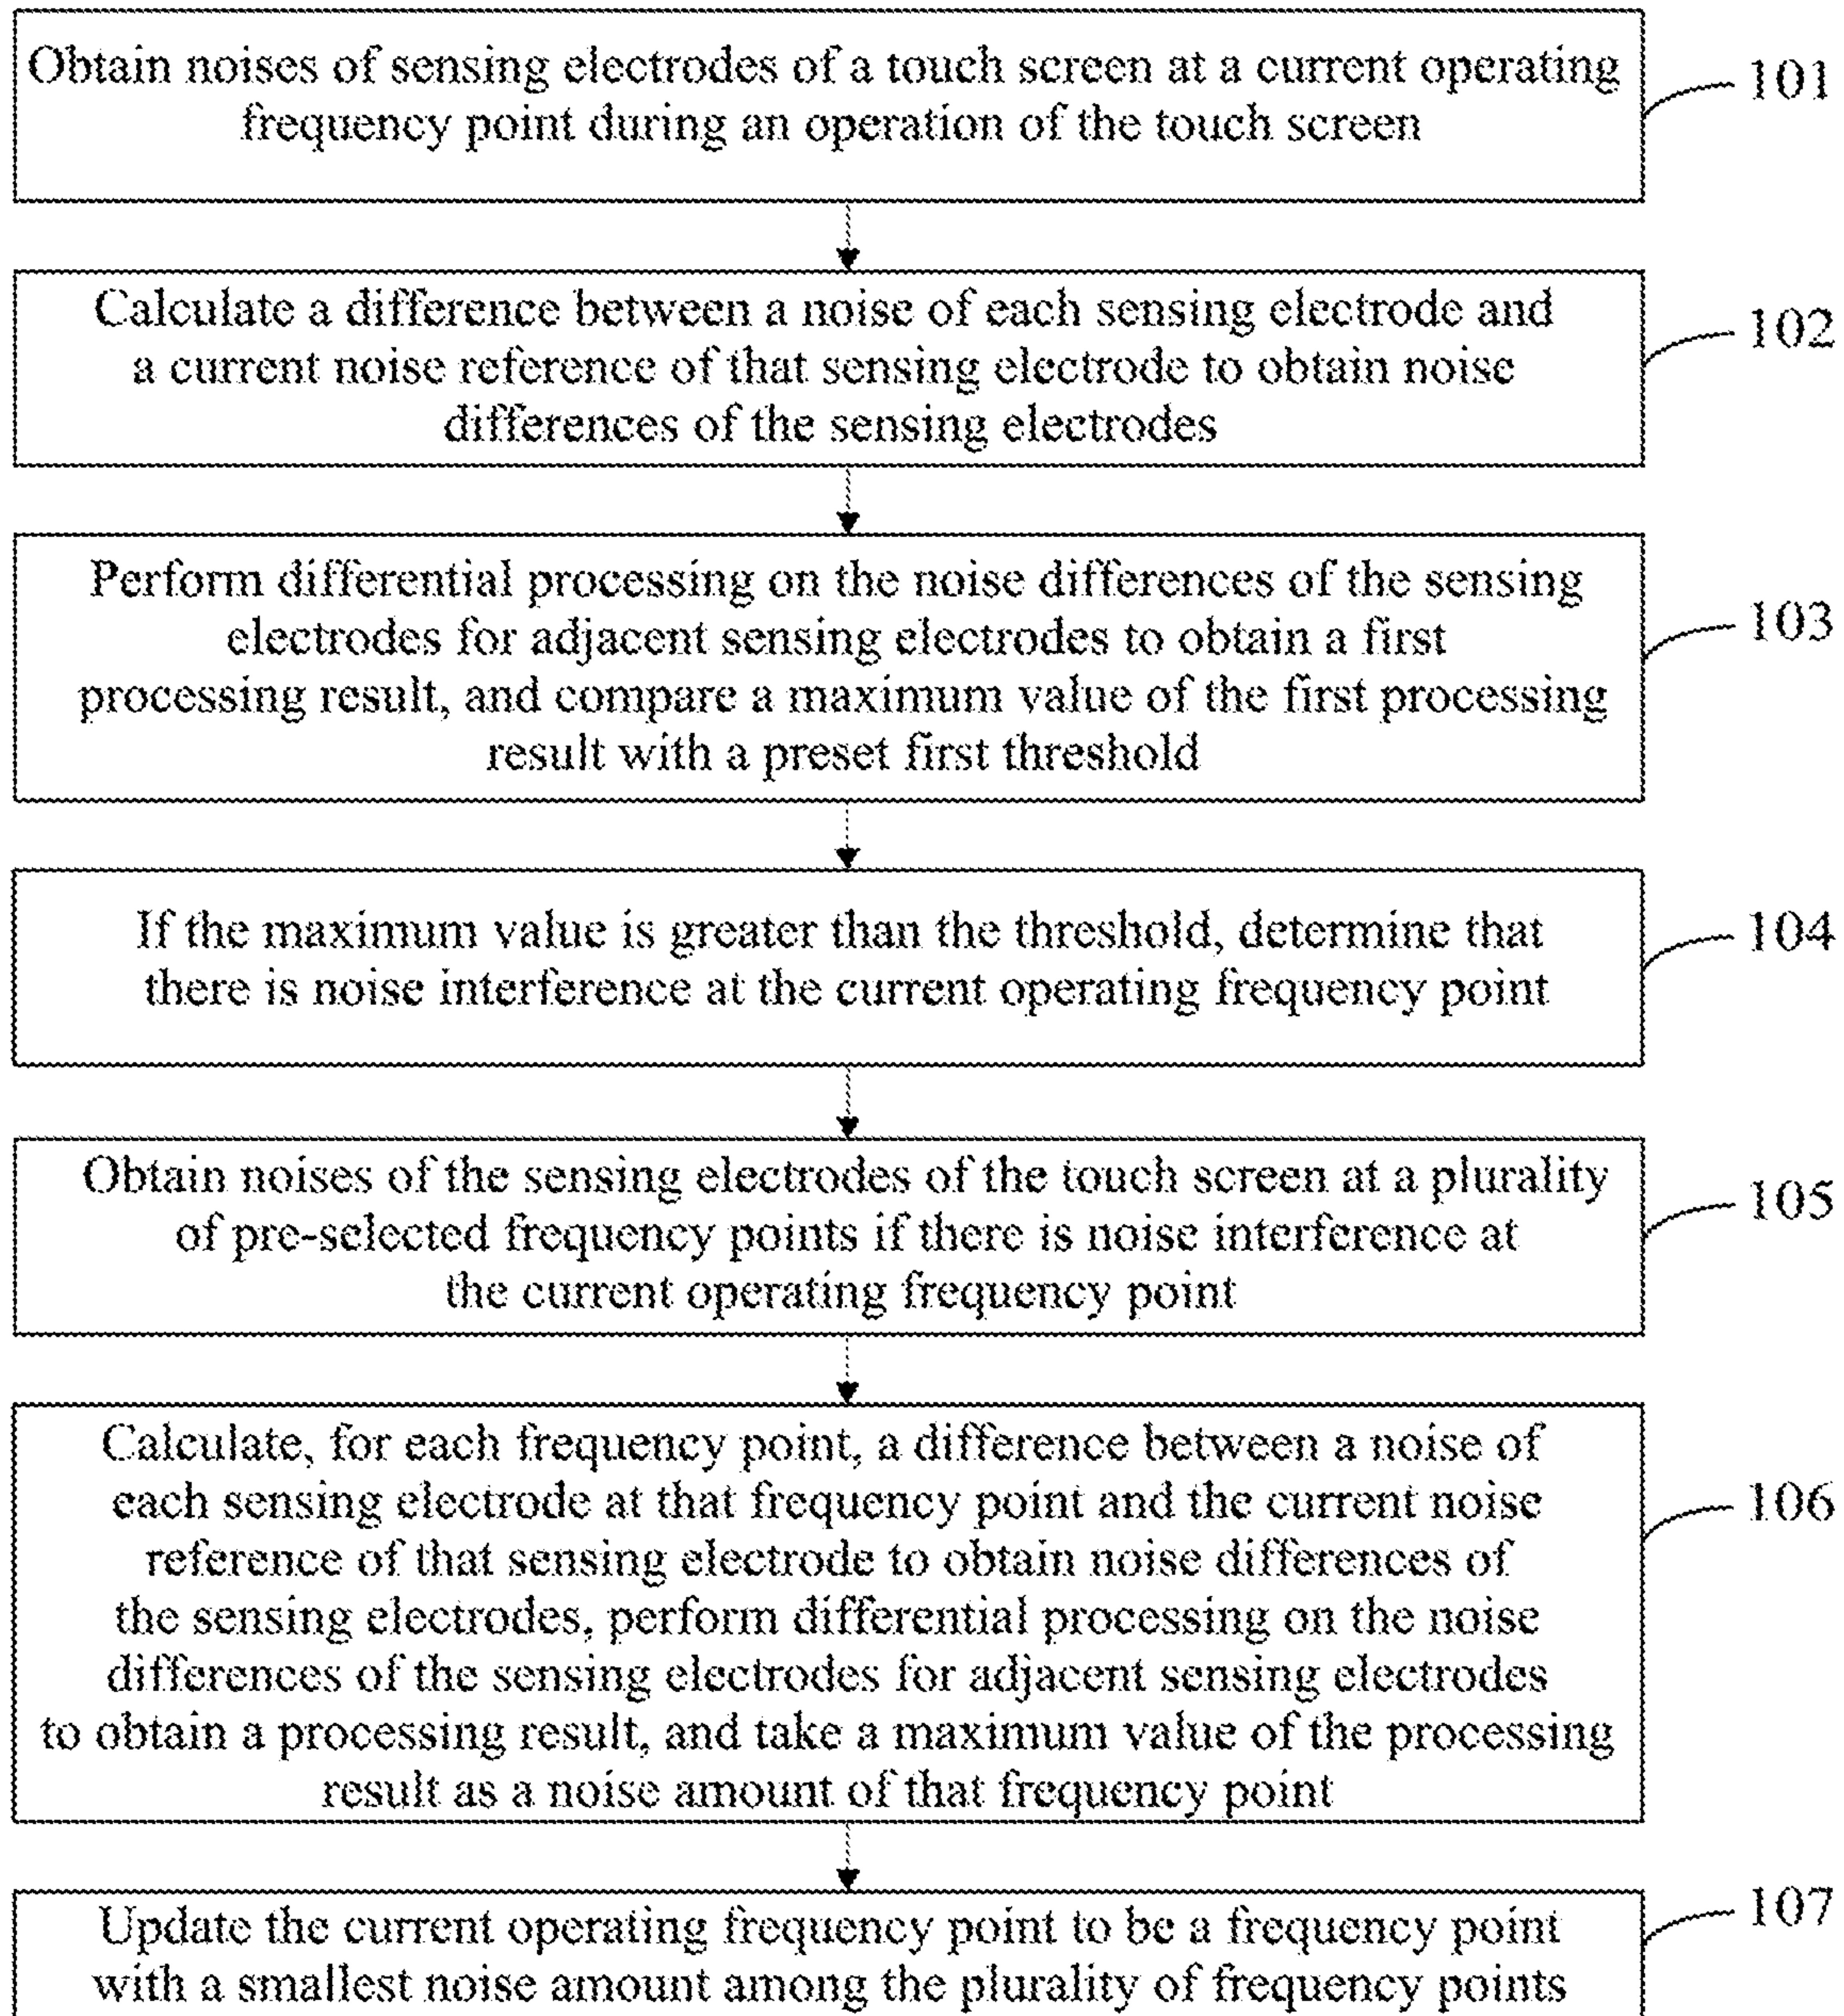 Obtain noises of sensing electrodes of a touch screen at a current operating
frequency point during an operation of the touch screen
101
Calculate a difference between a noise of each sensing electrode and
a current noise reference of that sensing electrode to obtain noise
differences of the sensing electrodes
102
Perform differential processing on the noise differences of the sensing
electrodes for adjacent sensing electrodes to obtain a first
processing result, and compare a maximum value of the first processing
result with a preset first threshold
103
If the maximum value is greater than the threshold, determine that
there is noise interference at the current operating frequency point
104
Obtain noises of the sensing electrodes of the touch screen at a plurality
of pre-selected frequency points if there is noise interference at
the current operating frequency point
105
Calculate, for each frequency point, a difference between a noise of
each sensing electrode at that frequency point and the current noise
reference of that sensing electrode to obtain noise differences of
the sensing electrodes, perform differential processing on the noise
differences of the sensing electrodes for adjacent sensing electrodes
to obtain a processing result, and take a maximum value of the processing
result as a noise amount of that frequency point
106
Update the current operating frequency point to be a frequency point
with a smallest noise amount among the plurality of frequency points
107